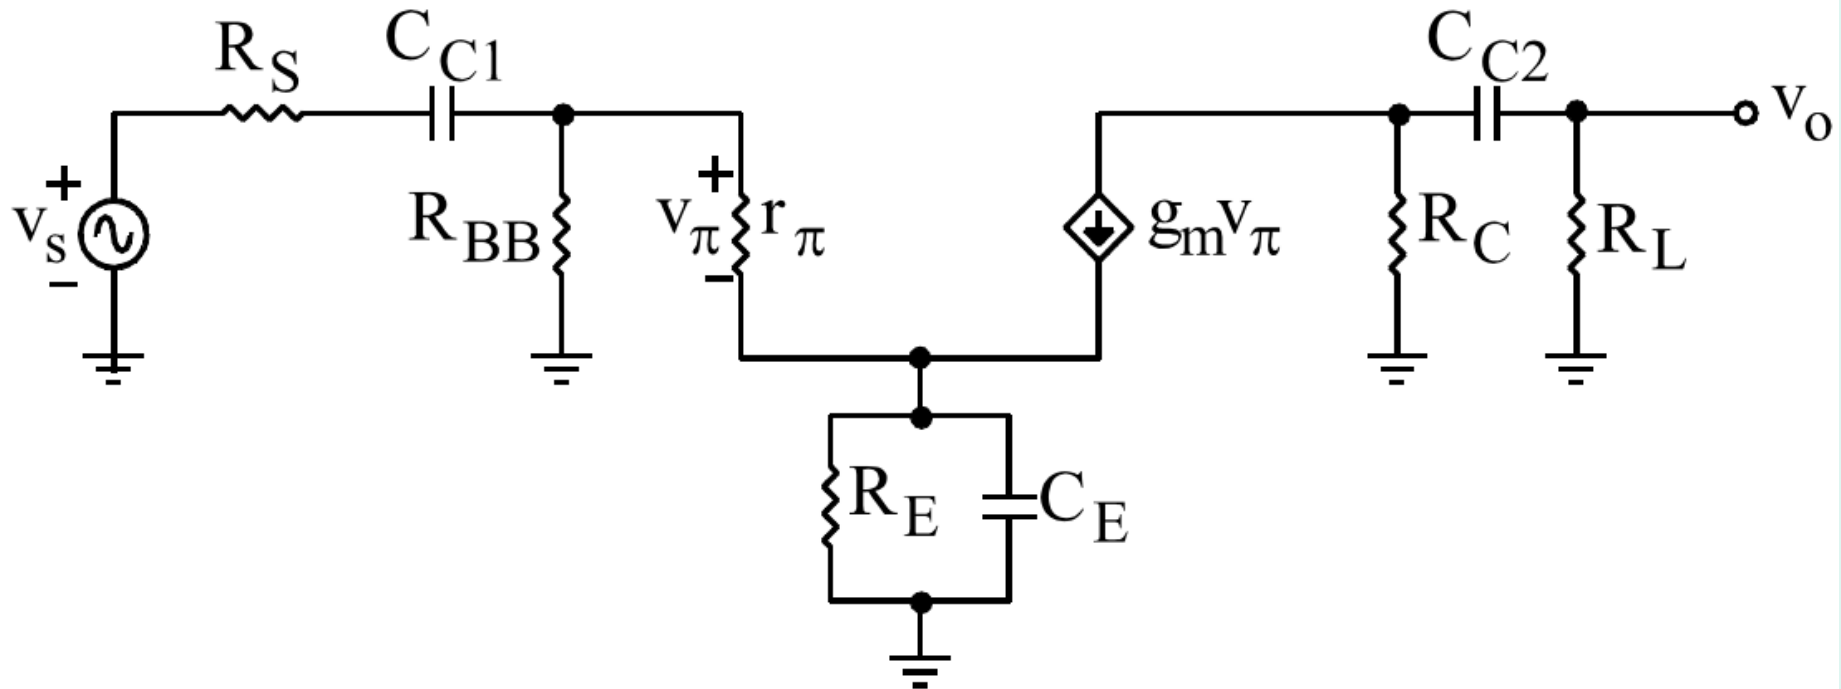 R_S
C_C1
C_C2
v_o
+
v_s
−
R_BB
+
v_π
−
r_π
g_m v_π
R_C
R_L
R_E
C_E